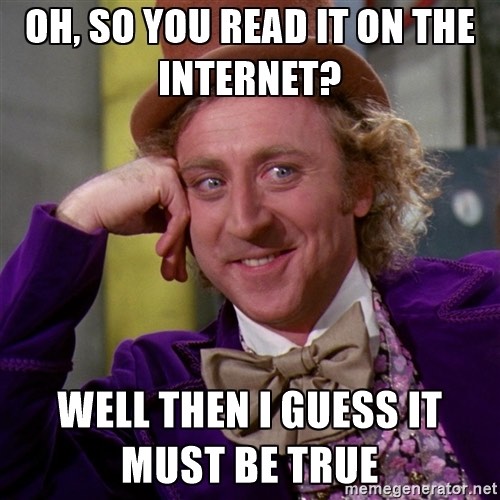 OH, SO YOU READ IT ON THE
INTERNET?
WELL THEN I GUESS IT
MUST BE TRUE
memegenerator.net